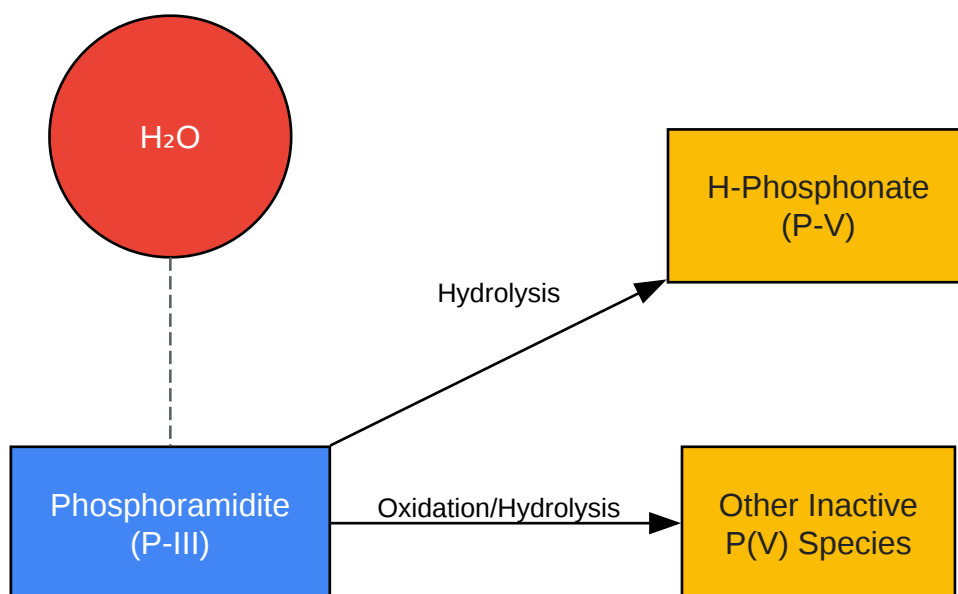 H₂O
H-Phosphonate
(P-V)
Hydrolysis
Phosphoramidite
(P-III)
Oxidation/Hydrolysis
Other Inactive
P(V) Species